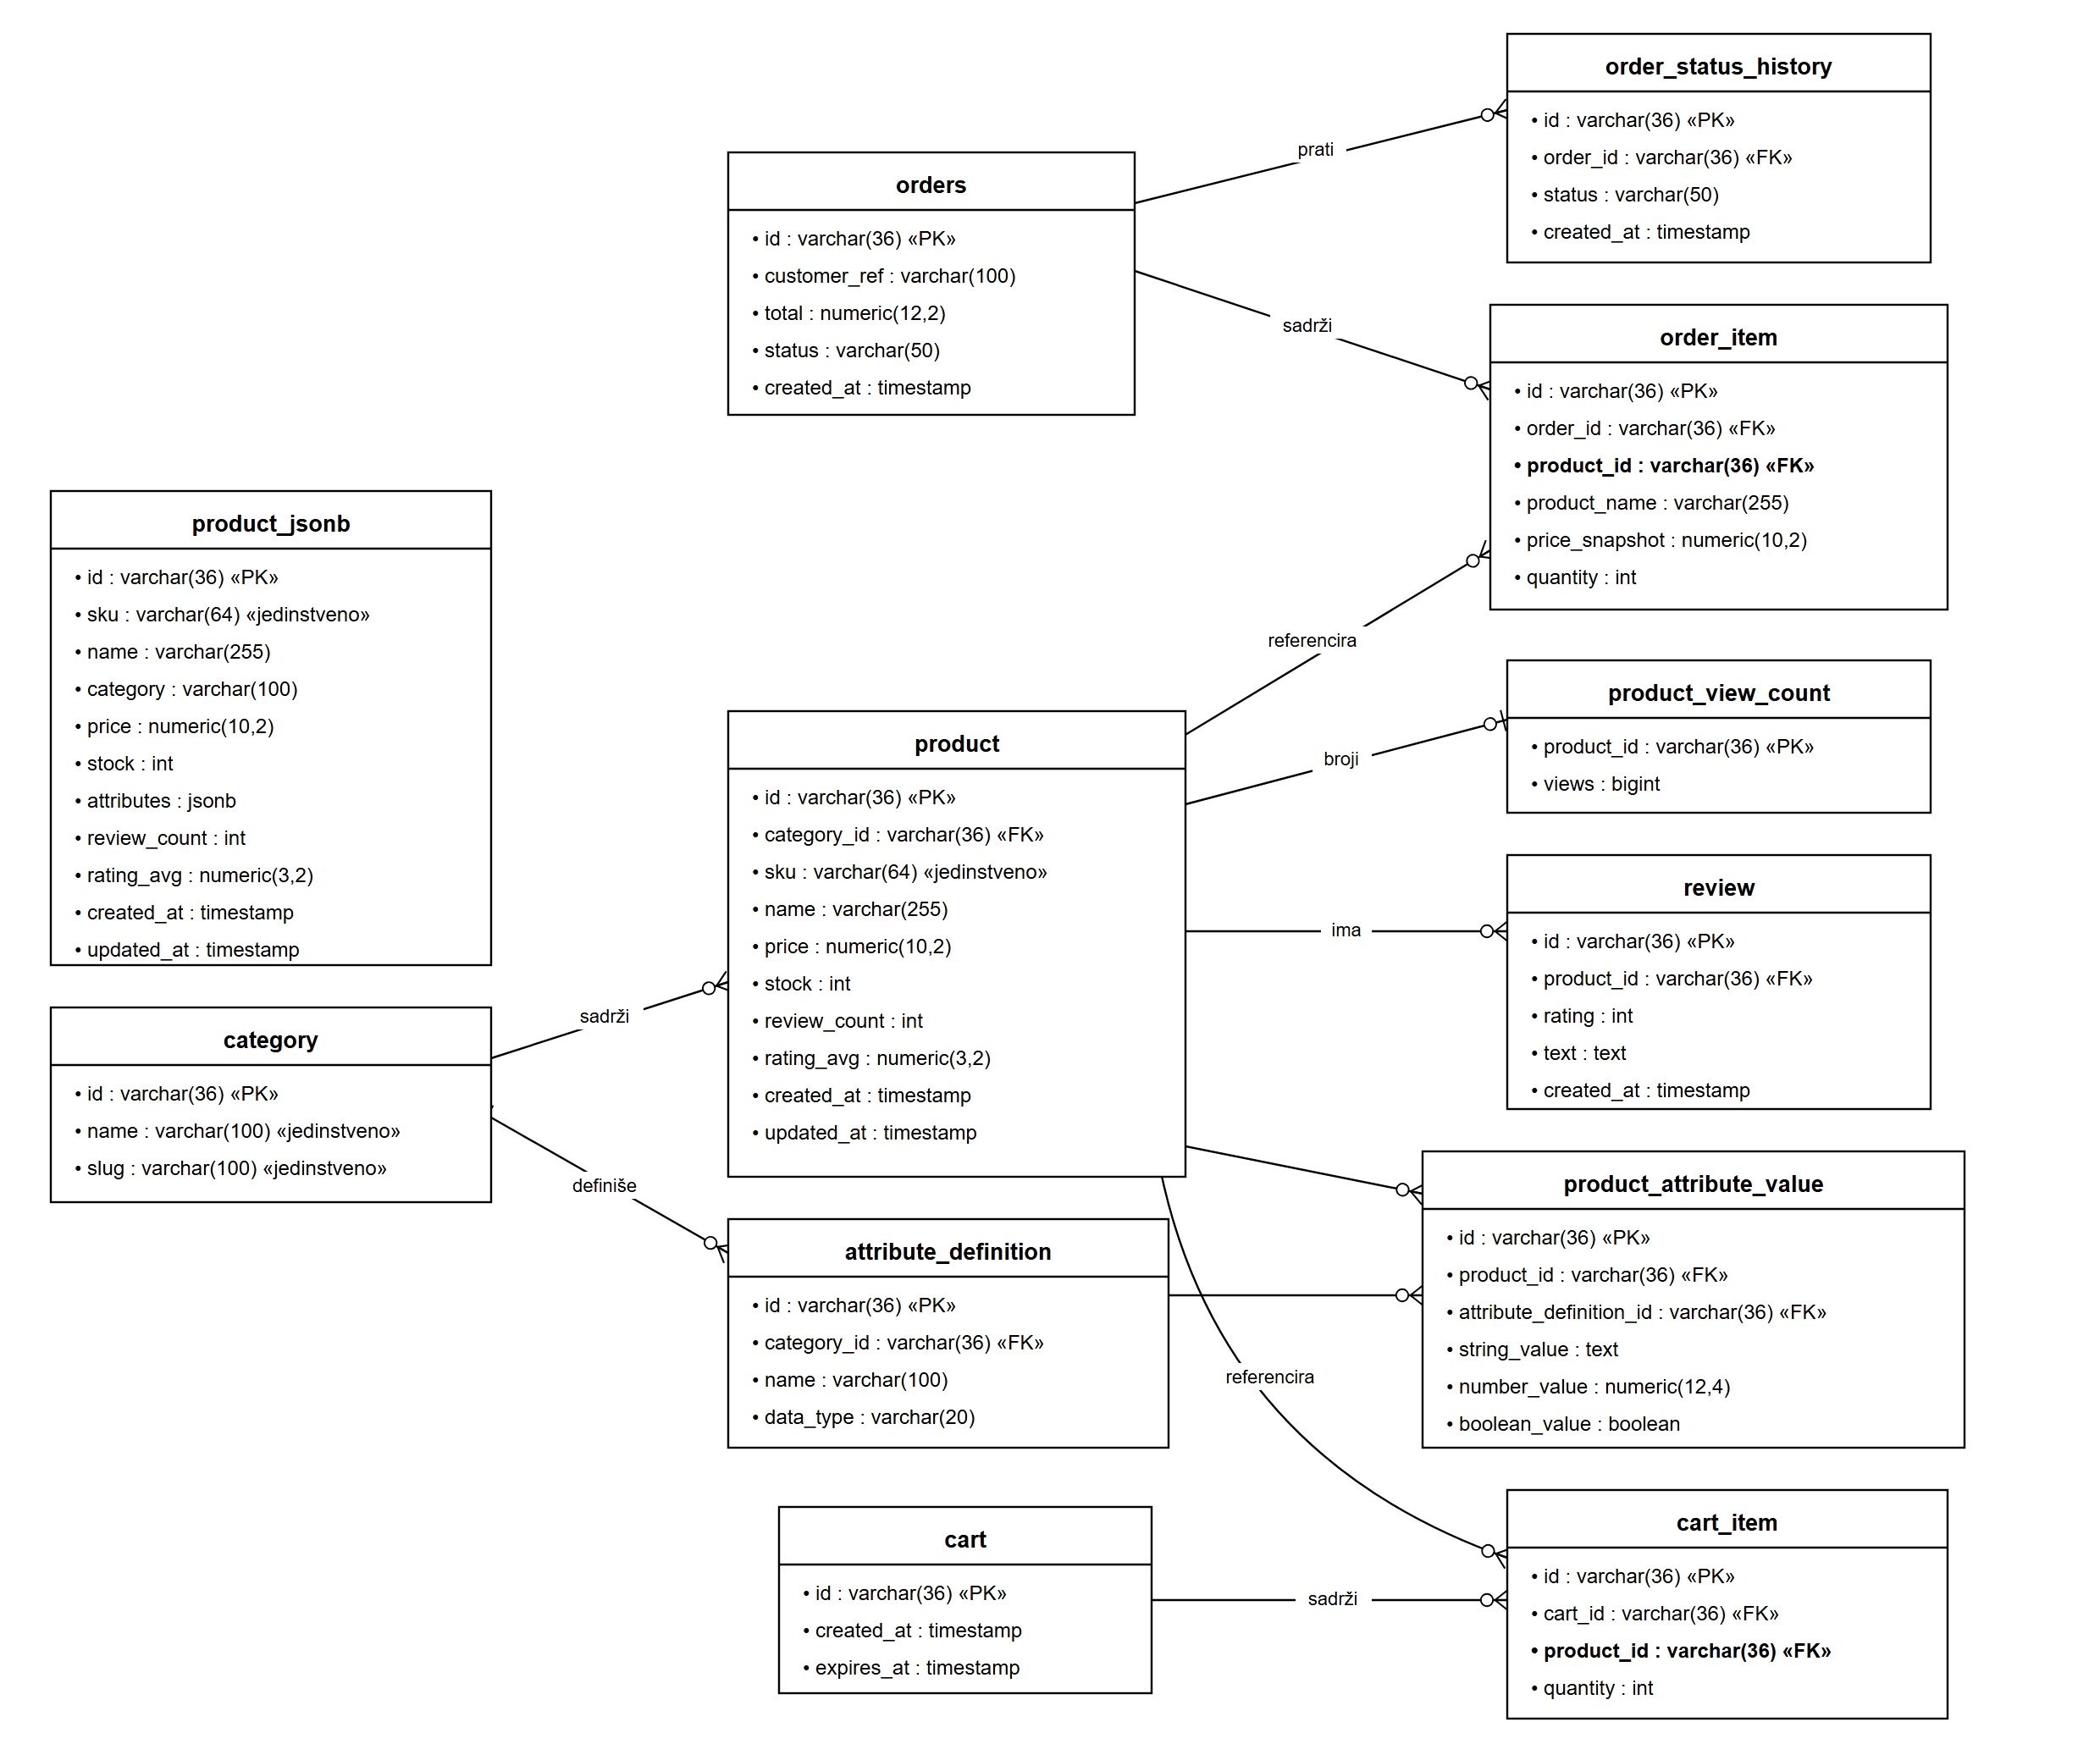 order_status_history
• id : varchar(36) «PK»
• order_id : varchar(36) «FK»
• status : varchar(50)
• created_at : timestamp
prati
orders
• id : varchar(36) «PK»
• customer_ref : varchar(100)
• total : numeric(12,2)
• status : varchar(50)
• created_at : timestamp
sadrži
order_item
• id : varchar(36) «PK»
• order_id : varchar(36) «FK»
• product_id : varchar(36) «FK»
• product_name : varchar(255)
• price_snapshot : numeric(10,2)
• quantity : int
referencira
product_jsonb
• id : varchar(36) «PK»
• sku : varchar(64) «jedinstveno»
• name : varchar(255)
• category : varchar(100)
• price : numeric(10,2)
• stock : int
• attributes : jsonb
• review_count : int
• rating_avg : numeric(3,2)
• created_at : timestamp
• updated_at : timestamp
product
• id : varchar(36) «PK»
• category_id : varchar(36) «FK»
• sku : varchar(64) «jedinstveno»
• name : varchar(255)
• price : numeric(10,2)
• stock : int
• review_count : int
• rating_avg : numeric(3,2)
• created_at : timestamp
• updated_at : timestamp
broji
product_view_count
• product_id : varchar(36) «PK»
• views : bigint
ima
review
• id : varchar(36) «PK»
• product_id : varchar(36) «FK»
• rating : int
• text : text
• created_at : timestamp
sadrži
category
• id : varchar(36) «PK»
• name : varchar(100) «jedinstveno»
• slug : varchar(100) «jedinstveno»
definiše
attribute_definition
• id : varchar(36) «PK»
• category_id : varchar(36) «FK»
• name : varchar(100)
• data_type : varchar(20)
product_attribute_value
• id : varchar(36) «PK»
• product_id : varchar(36) «FK»
• attribute_definition_id : varchar(36) «FK»
• string_value : text
• number_value : numeric(12,4)
• boolean_value : boolean
referencira
cart
• id : varchar(36) «PK»
• created_at : timestamp
• expires_at : timestamp
sadrži
cart_item
• id : varchar(36) «PK»
• cart_id : varchar(36) «FK»
• product_id : varchar(36) «FK»
• quantity : int